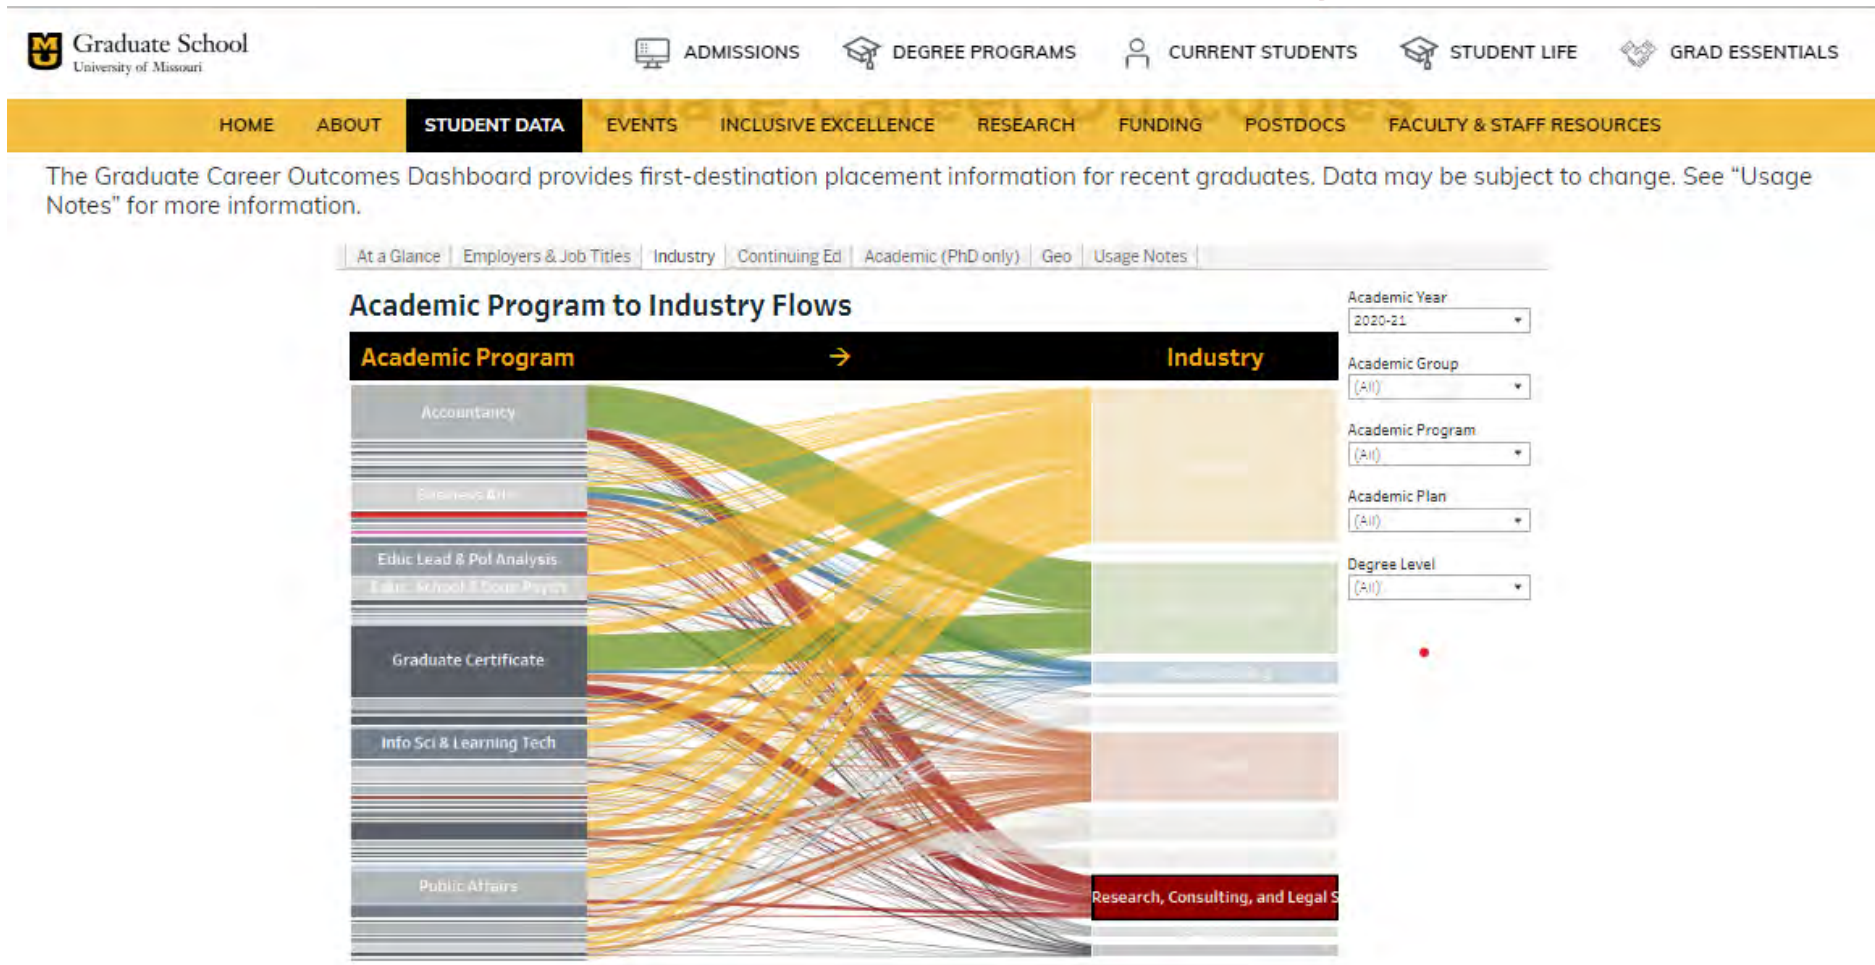 Graduate School
University of Missouri
ADMISSIONS
DEGREE PROGRAMS
CURRENT STUDENTS
STUDENT LIFE
GRAD ESSENTIALS
HOME
ABOUT
STUDENT DATA
EVENTS
INCLUSIVE EXCELLENCE
RESEARCH
FUNDING
POSTDOCS
FACULTY & STAFF RESOURCES
The Graduate Career Outcomes Dashboard provides first-destination placement information for recent graduates. Data may be subject to change. See “Usage
Notes” for more information.
At a Glance
Employers & Job Titles
Industry
Continuing Ed
Academic (PhD only)
Geo
Usage Notes
Academic Program to Industry Flows
Academic Program → Industry
Accountancy
Educ Lead & Pol Analysis
Graduate Certificate
Info Sci & Learning Tech
Public Affairs
Research, Consulting, and Legal S
Academic Year
2020-21
Academic Group
(All)
Academic Program
(All)
Academic Plan
(All)
Degree Level
(All)